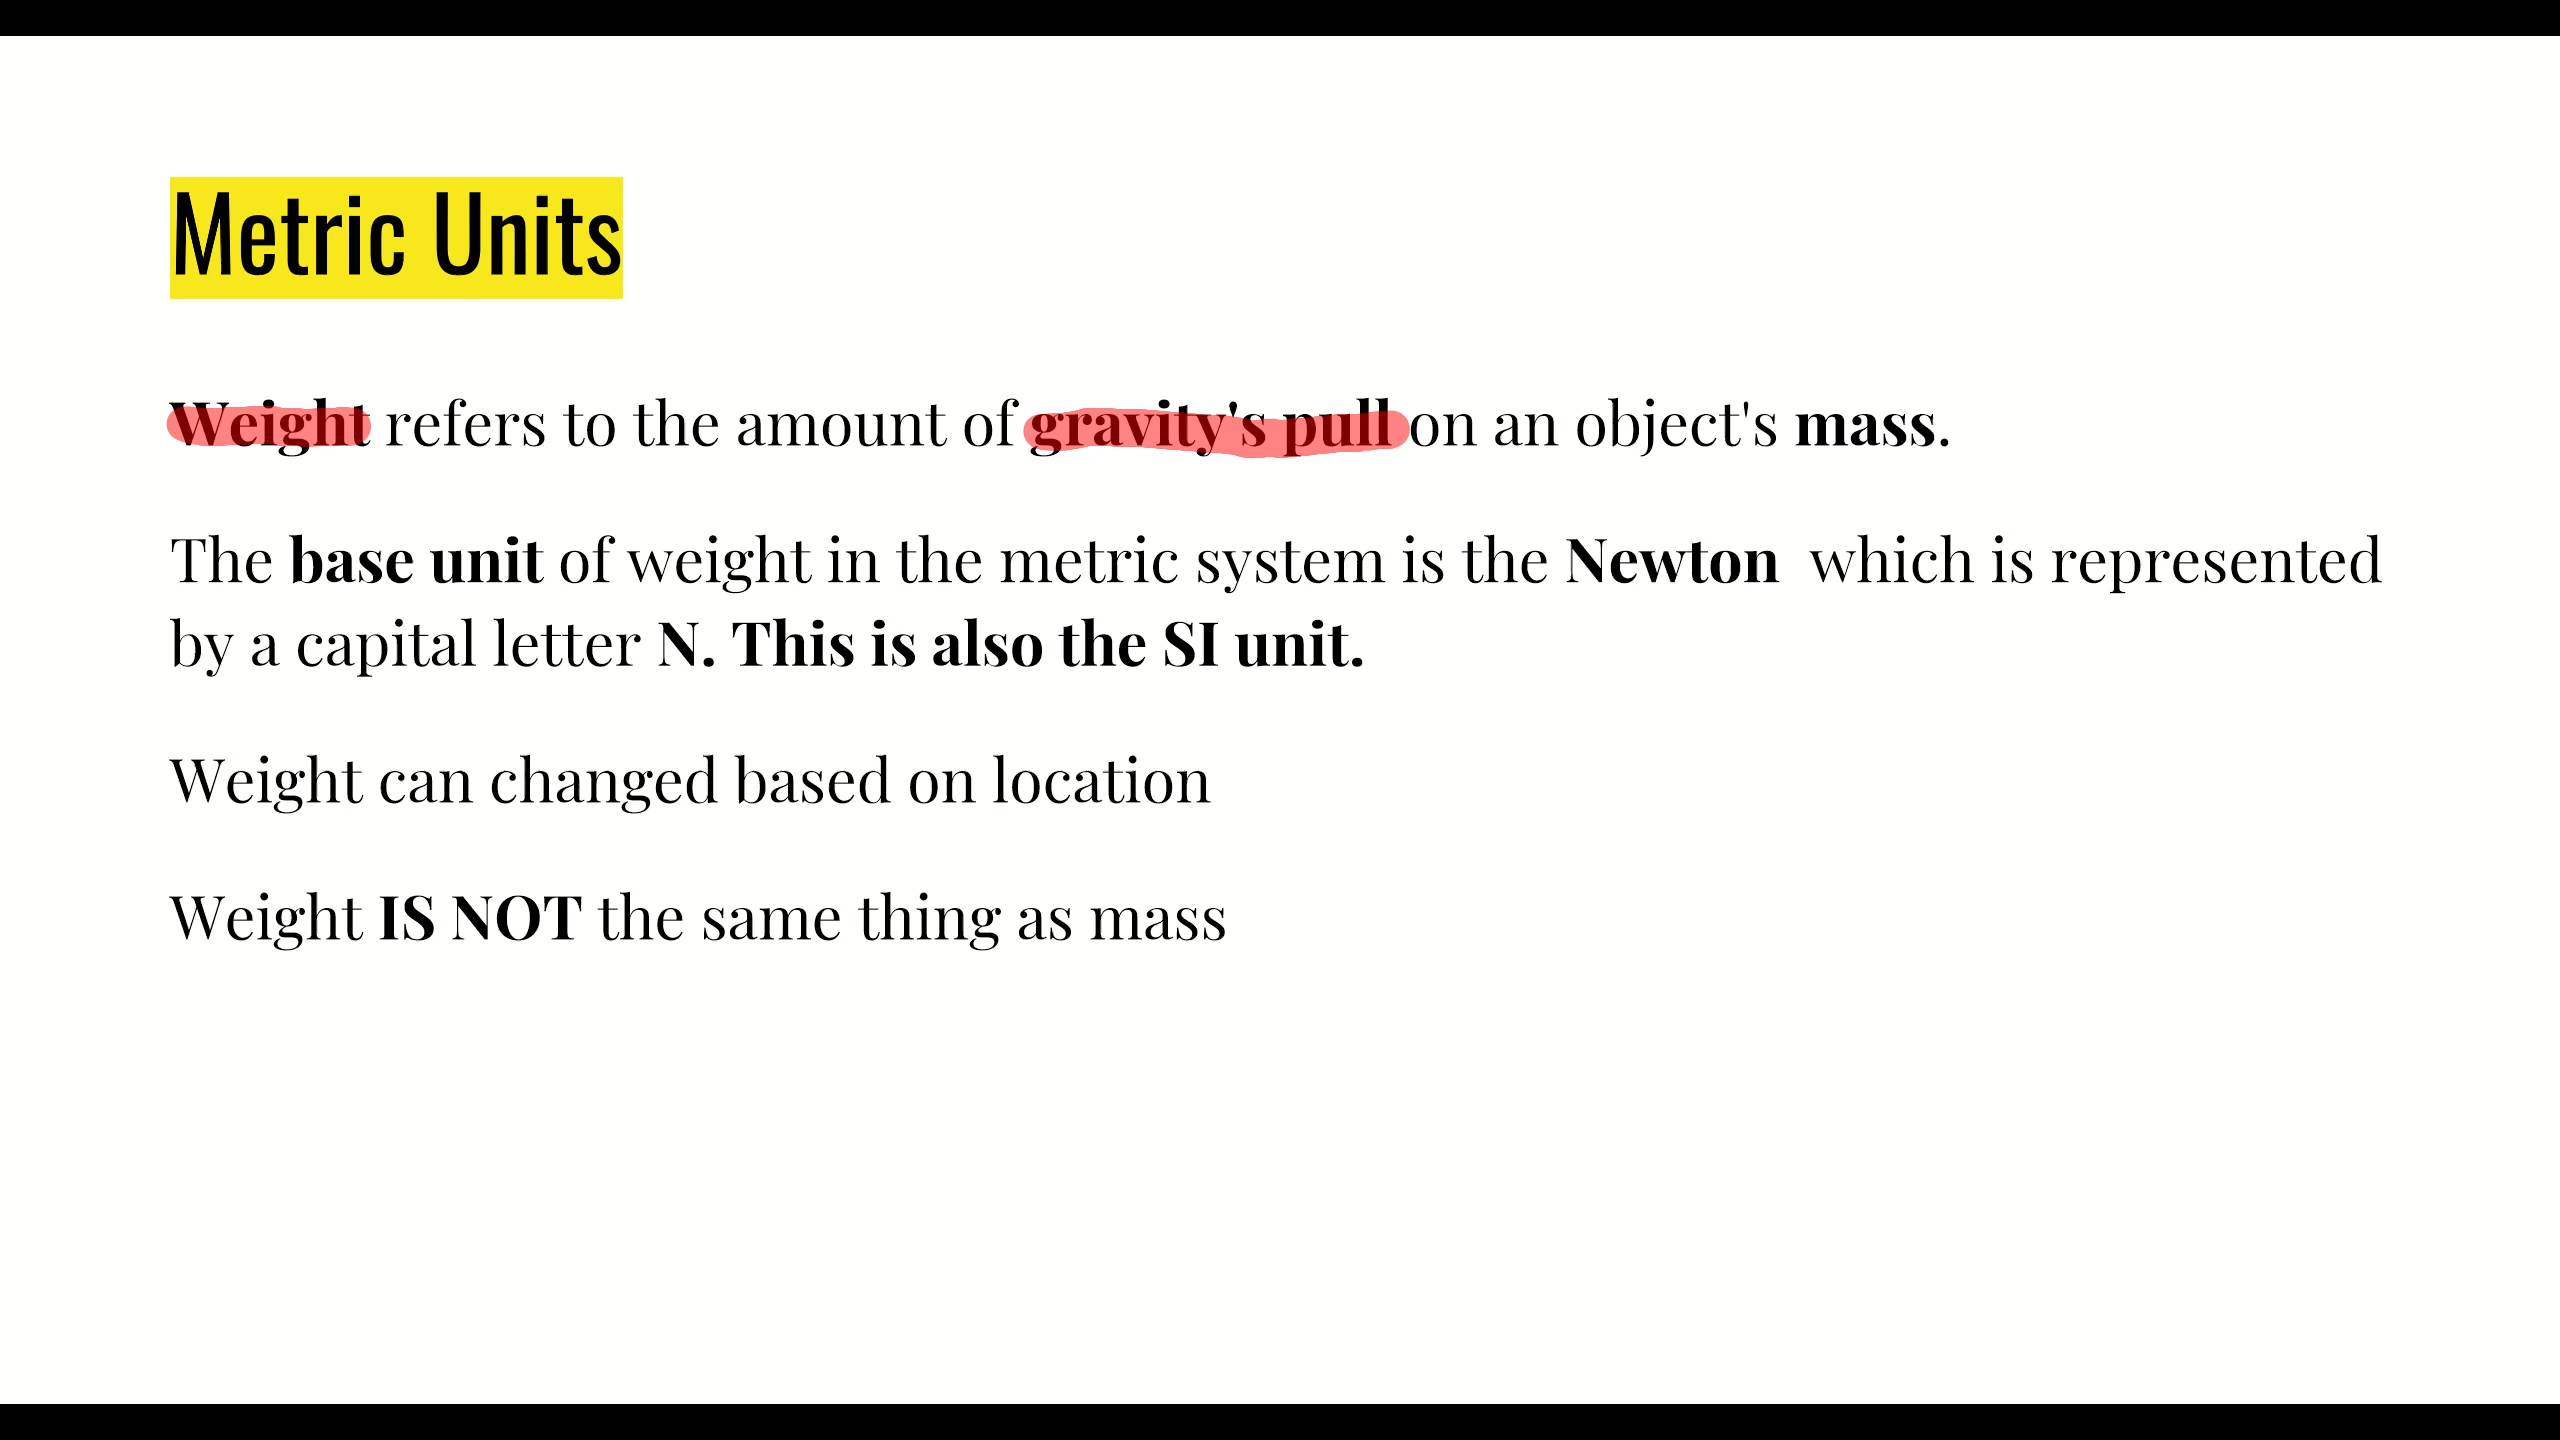 Metric Units
Weight refers to the amount of gravity's pull on an object's mass.
The base unit of weight in the metric system is the Newton  which is represented
by a capital letter N. This is also the SI unit.
Weight can changed based on location
Weight IS NOT the same thing as mass